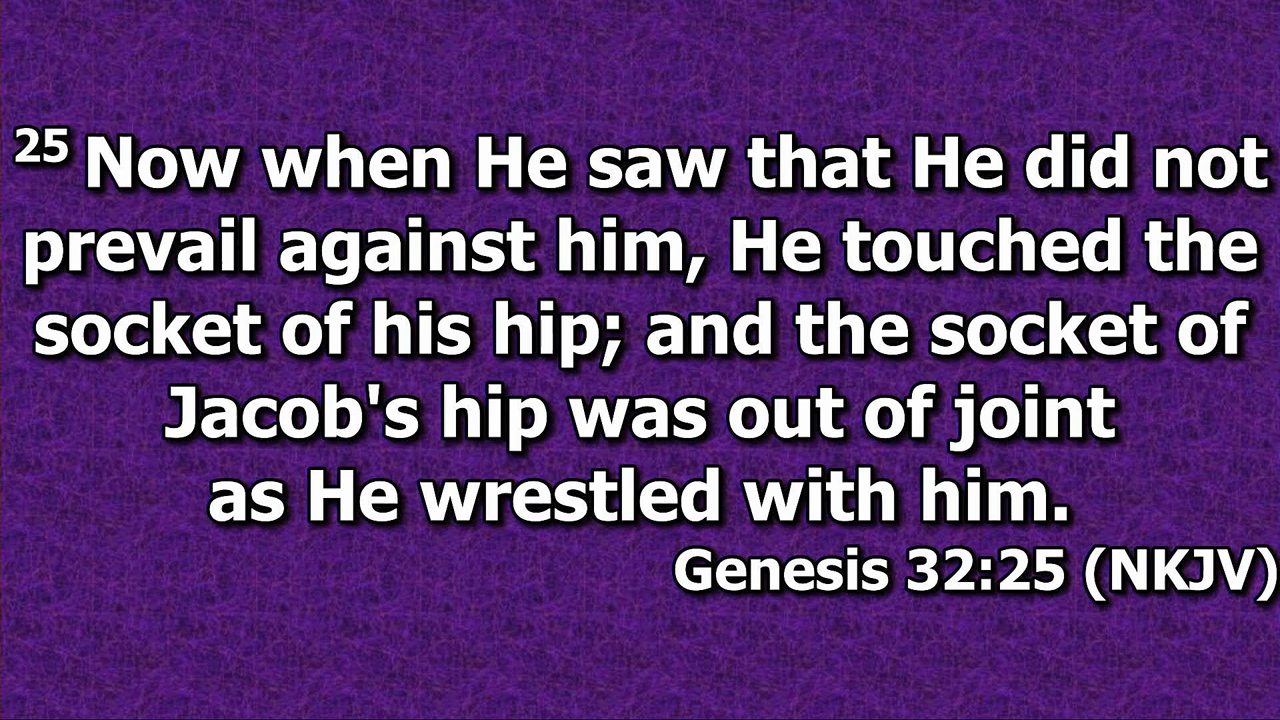 25 Now when He saw that He did not
prevail against him, He touched the
socket of his hip; and the socket of
Jacob's hip was out of joint
as He wrestled with him.
Genesis 32:25 (NKJV)